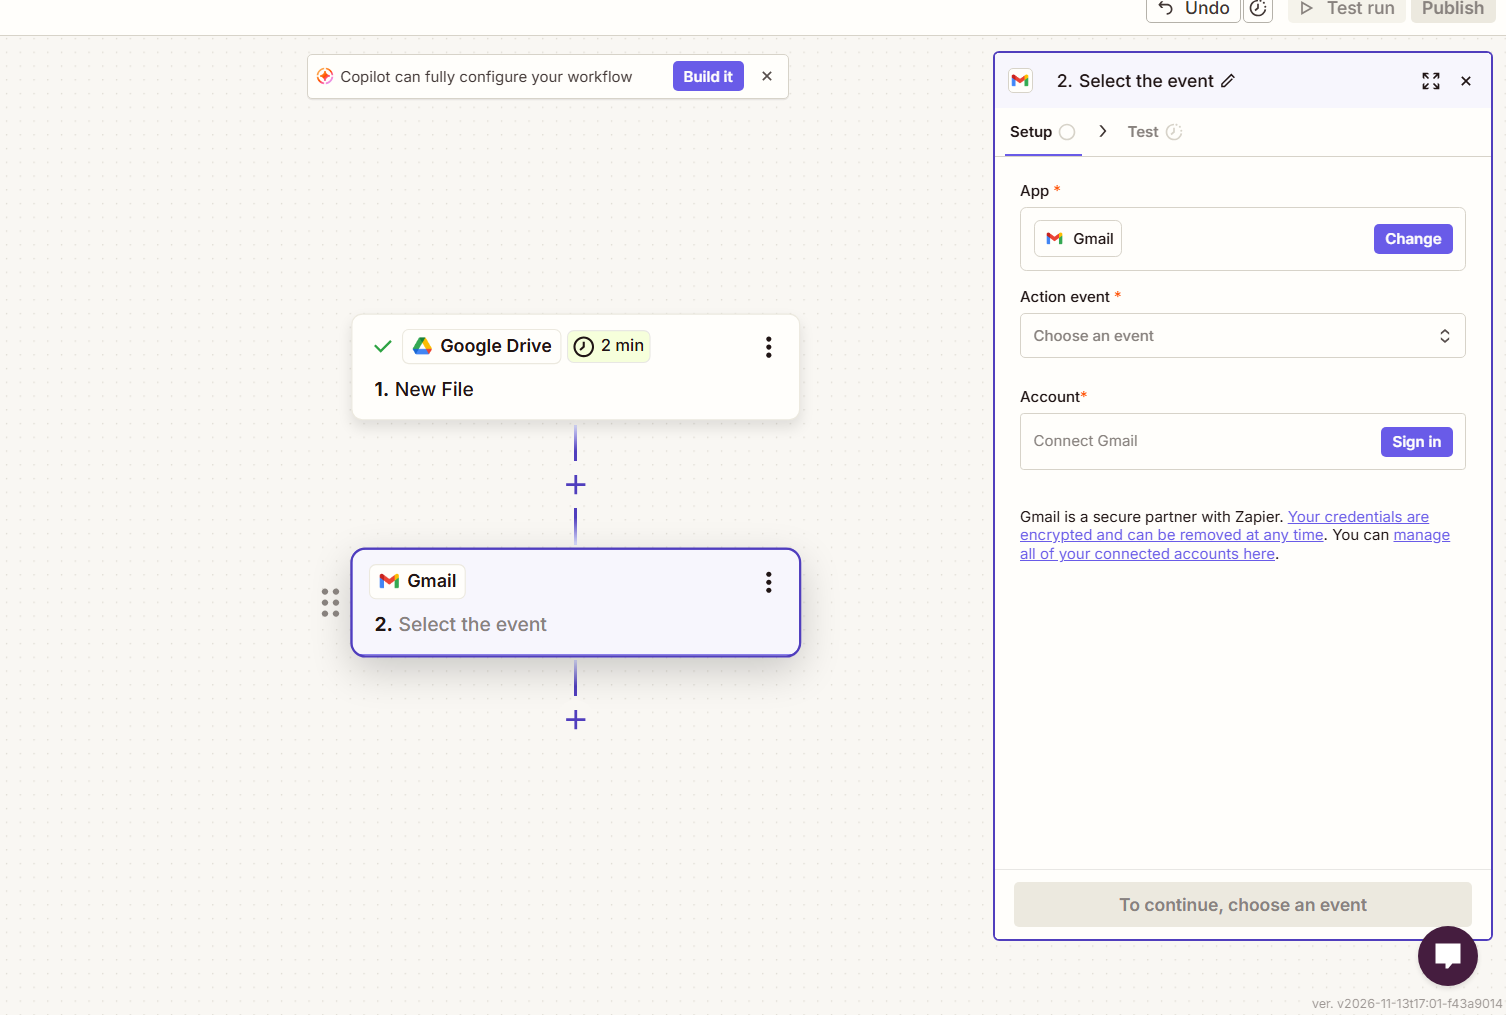 Undo
Test run
Publish
Copilot can fully configure your workflow
Build it
Google Drive
2 min
1. New File
Gmail
2. Select the event
2. Select the event
Setup
Test
App *
Gmail
Change
Action event *
Choose an event
Account*
Connect Gmail
Sign in
Gmail is a secure partner with Zapier. Your credentials are
encrypted and can be removed at any time. You can manage
all of your connected accounts here.
To continue, choose an event
ver. v2026-11-13t17:01-f43a9014